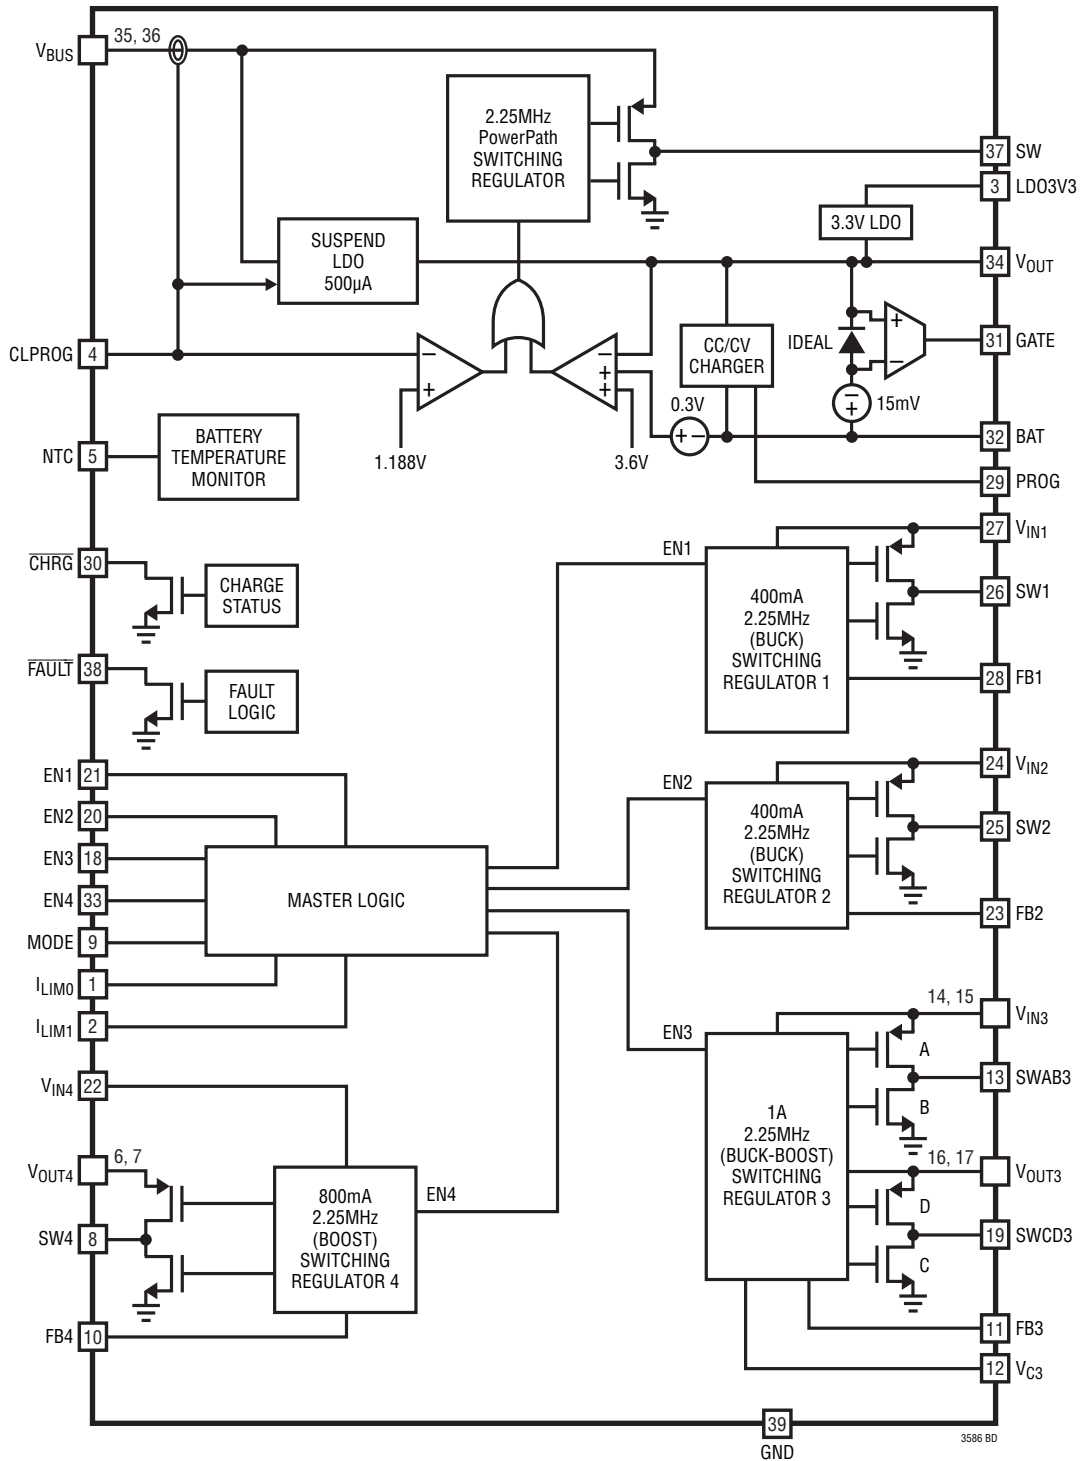 VBUS
35, 36
2.25MHz
PowerPath
SWITCHING
REGULATOR
37
SW
3
LDO3V3
3.3V LDO
SUSPEND
LDO
500µA
34
VOUT
CLPROG
4
−
+
−
+
+
CC/CV
CHARGER
IDEAL
+
−
31
GATE
−
+
15mV
0.3V
+ −
1.188V
3.6V
32
BAT
29
PROG
NTC
5
BATTERY
TEMPERATURE
MONITOR
CHRG
30
CHARGE
STATUS
FAULT
38
FAULT
LOGIC
EN1
400mA
2.25MHz
(BUCK)
SWITCHING
REGULATOR 1
27
VIN1
26
SW1
28
FB1
EN1
21
EN2
20
EN3
18
EN4
33
MODE
9
ILIM0
1
ILIM1
2
MASTER LOGIC
EN2
400mA
2.25MHz
(BUCK)
SWITCHING
REGULATOR 2
24
VIN2
25
SW2
23
FB2
EN3
1A
2.25MHz
(BUCK-BOOST)
SWITCHING
REGULATOR 3
14, 15
VIN3
A
13
SWAB3
B
16, 17
VOUT3
D
19
SWCD3
C
11
FB3
12
VC3
VIN4
22
VOUT4
6, 7
SW4
8
800mA
2.25MHz
(BOOST)
SWITCHING
REGULATOR 4
EN4
FB4
10
39
GND
3586 BD